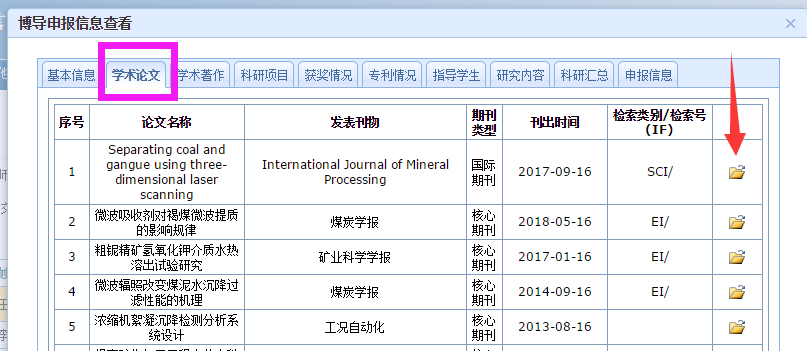 博导申报信息查看
基本信息 学术论文 学术著作 科研项目 获奖情况 专利情况 指导学生 研究内容 科研汇总 申报信息
序号 论文名称 发表刊物 期刊类型 刊出时间 检索类别/检索号(IF)
1 Separating coal and gangue using three-dimensional laser scanning International Journal of Mineral Processing 国际期刊 2017-09-16 SCI/
2 微波吸收剂对褐煤微波提质的影响规律 煤炭学报 核心期刊 2018-05-16 EI/
3 粗铌精矿氢氧化钾介质水热溶出试验研究 矿业科学学报 核心期刊 2017-01-16 EI/
4 微波辐照改变煤泥水沉降过滤性能的机理 煤炭学报 核心期刊 2014-09-16 EI/
5 浓缩机絮凝沉降检测分析系统设计 工况自动化 核心期刊 2013-08-16